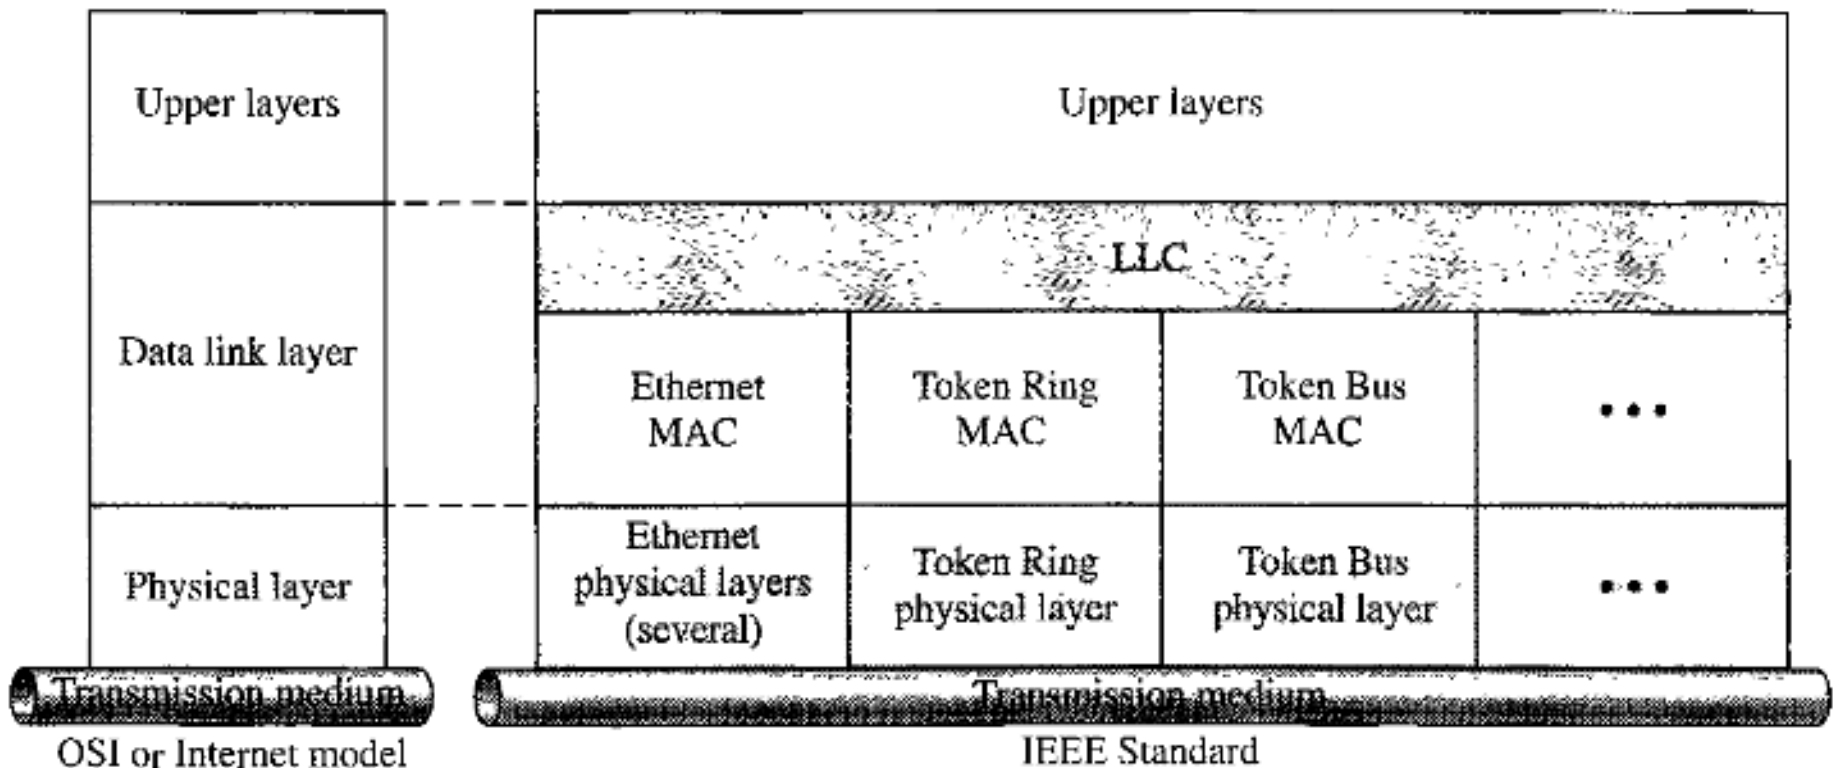 Upper layers
Upper layers
LLC
Data link layer
Ethernet
MAC
Token Ring
MAC
Token Bus
MAC
• • •
Physical layer
Ethernet
physical layers
(several)
Token Ring
physical layer
Token Bus
physical layer
• • •
Transmission medium
Transmission medium
OSI or Internet model
IEEE Standard